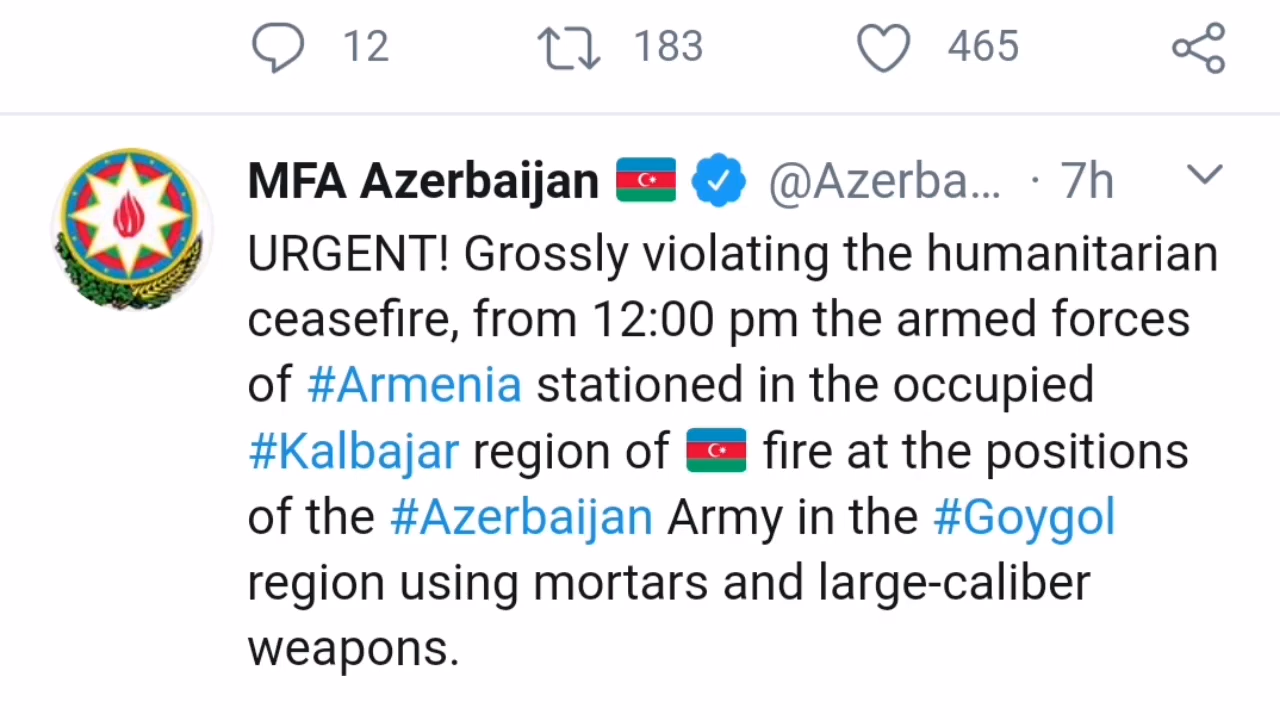 12 183 465
MFA Azerbaijan 🇦🇿 @Azerba... · 7h
URGENT! Grossly violating the humanitarian
ceasefire, from 12:00 pm the armed forces
of #Armenia stationed in the occupied
#Kalbajar region of 🇦🇿 fire at the positions
of the #Azerbaijan Army in the #Goygol
region using mortars and large-caliber
weapons.